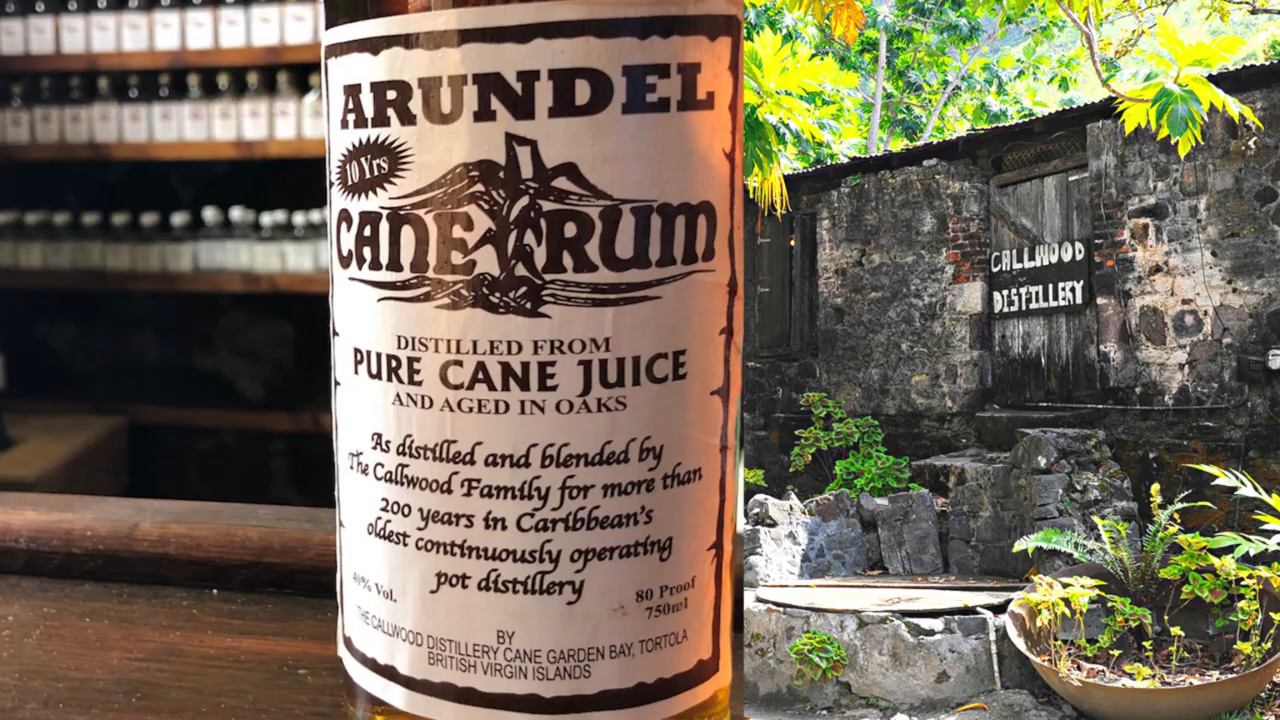 ARUNDEL
10 Yrs
CANE RUM
DISTILLED FROM
PURE CANE JUICE
AND AGED IN OAKS
As distilled and blended by
The Callwood Family for more than
200 years in Caribbean's
oldest continuously operating
pot distillery
40% Vol.
80 Proof
750ml
BY
THE CALLWOOD DISTILLERY CANE GARDEN BAY, TORTOLA
BRITISH VIRGIN ISLANDS
CALLWOOD
DISTILLERY